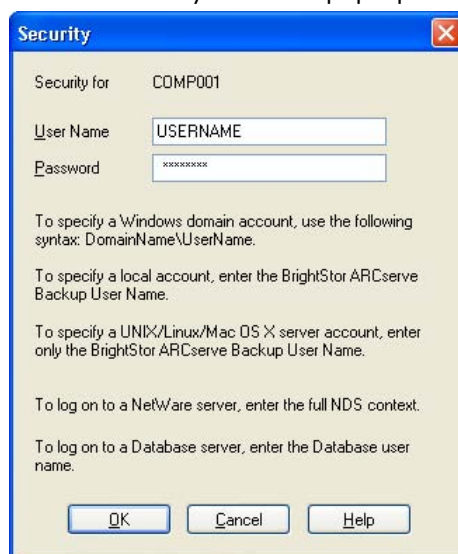 Security
Security for COMP001
User Name USERNAME
Password ********
To specify a Windows domain account, use the following
syntax: DomainName\UserName.
To specify a local account, enter the BrightStor ARCserve
Backup User Name.
To specify a UNIX/Linux/Mac OS X server account, enter
only the BrightStor ARCserve Backup User Name.
To log on to a NetWare server, enter the full NDS context.
To log on to a Database server, enter the Database user
name.
OK Cancel Help